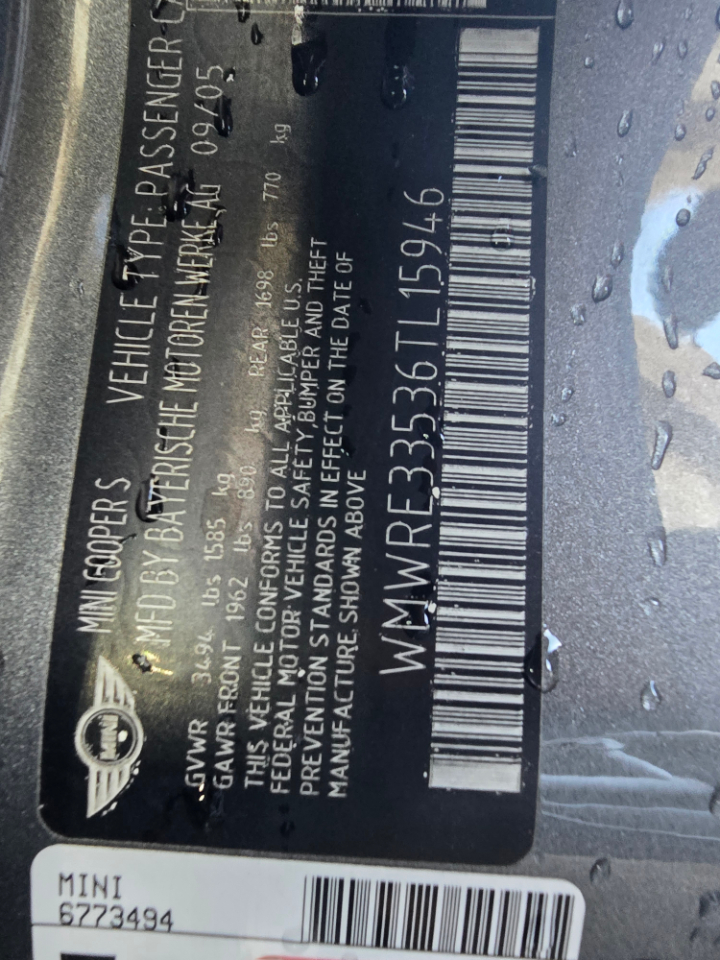 MINI COOPER S VEHICLE TYPE: PASSENGER
MFD BY BAYERISCHE MOTOREN WERKE AG 09/05
GVWR 3494 lbs 1585 kg
GAWR FRONT 1962 lbs 890 kg REAR 1698 lbs 770 kg
THIS VEHICLE CONFORMS TO ALL APPLICABLE U.S.
FEDERAL MOTOR VEHICLE SAFETY, BUMPER AND THEFT
PREVENTION STANDARDS IN EFFECT ON THE DATE OF
MANUFACTURE SHOWN ABOVE
WMWRE33536TL15946
MINI
MINI
6773494